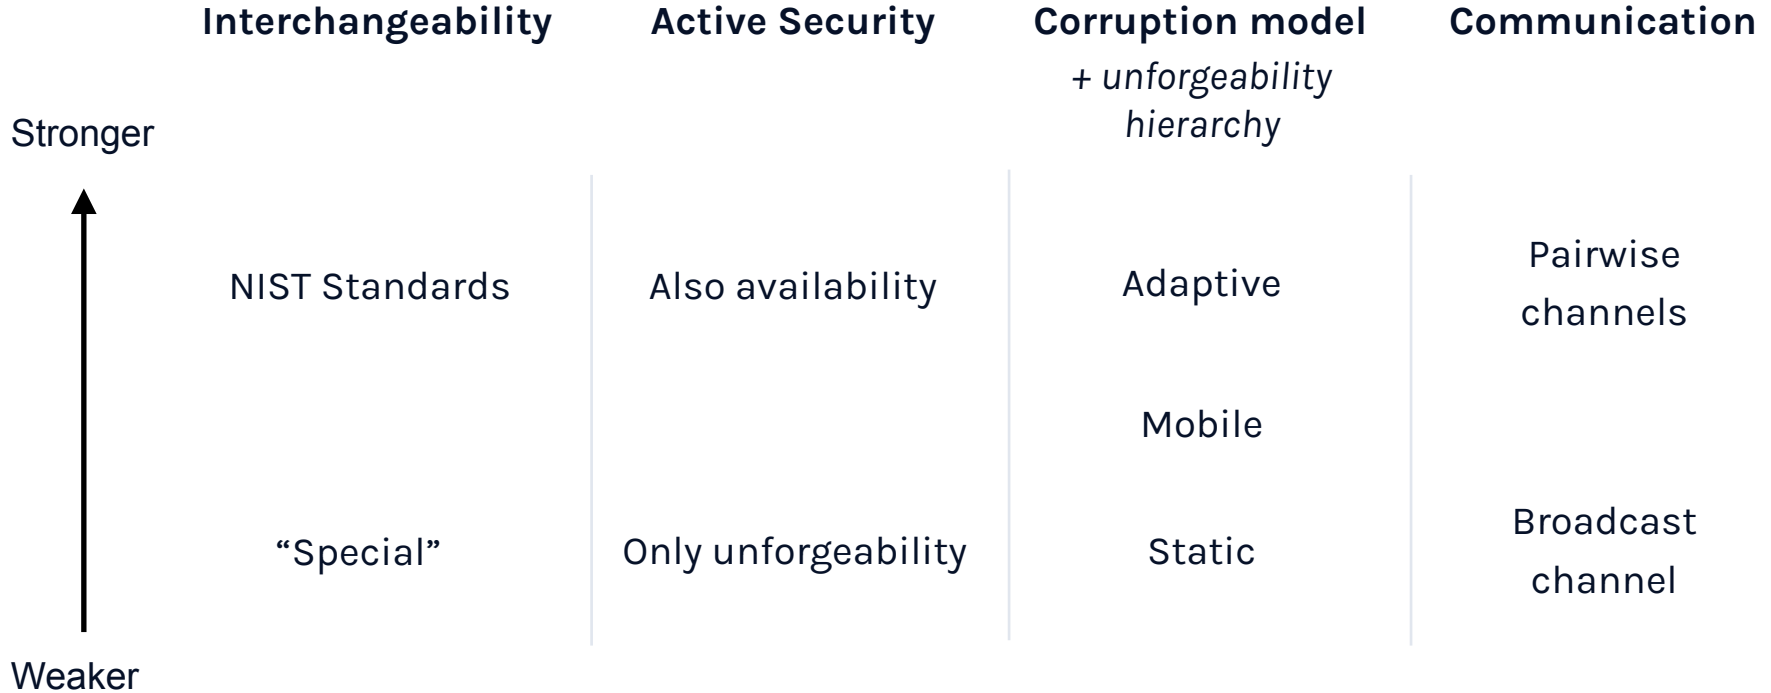 Interchangeability
Active Security
Corruption model
+ unforgeability
hierarchy
Communication
Stronger
NIST Standards
Also availability
Adaptive
Pairwise
channels
Mobile
“Special”
Only unforgeability
Static
Broadcast
channel
Weaker